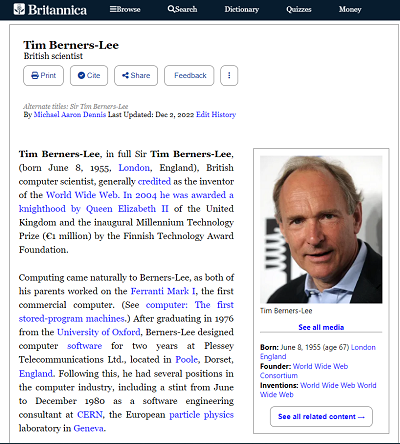 Britannica Browse Search Dictionary Quizzes Money
Tim Berners-Lee
British scientist
Print Cite Share Feedback
Alternate titles: Sir Tim Berners-Lee
By Michael Aaron Dennis Last Updated: Dec 2, 2022 Edit History
Tim Berners-Lee, in full Sir Tim Berners-Lee,
(born June 8, 1955, London, England), British
computer scientist, generally credited as the inventor
of the World Wide Web. In 2004 he was awarded a
knighthood by Queen Elizabeth II of the United
Kingdom and the inaugural Millennium Technology
Prize (€1 million) by the Finnish Technology Award
Foundation.
Computing came naturally to Berners-Lee, as both of
his parents worked on the Ferranti Mark I, the first
commercial computer. (See computer: The first
stored-program machines.) After graduating in 1976
from the University of Oxford, Berners-Lee designed
computer software for two years at Plessey
Telecommunications Ltd., located in Poole, Dorset,
England. Following this, he had several positions in
the computer industry, including a stint from June
to December 1980 as a software engineering
consultant at CERN, the European particle physics
laboratory in Geneva.
Tim Berners-Lee
See all media
Born: June 8, 1955 (age 67) London
England
Founder: World Wide Web
Consortium
Inventions: World Wide Web World
Wide Web
See all related content →